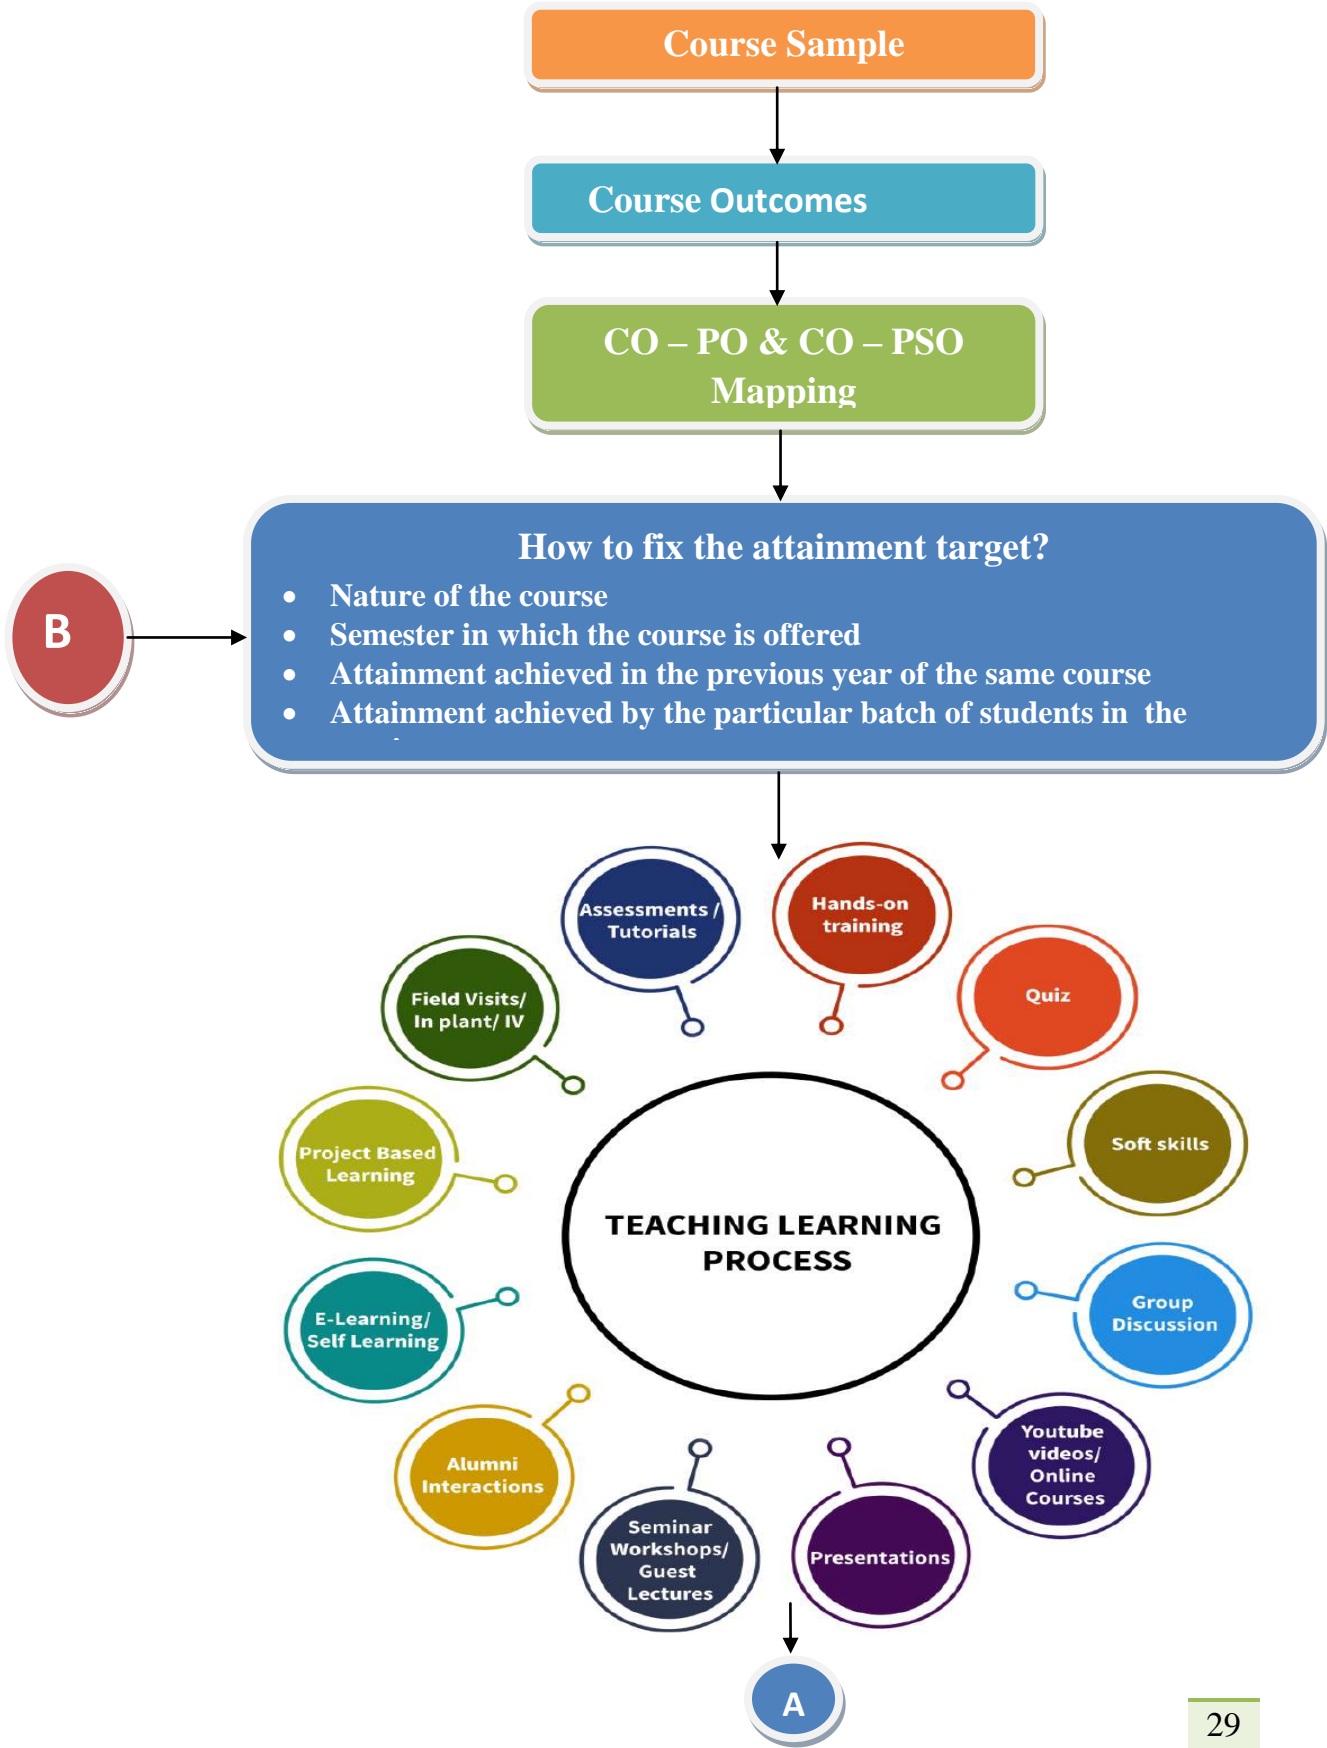 Course Sample
Course Outcomes
CO – PO & CO – PSO
Mapping
How to fix the attainment target?
• Nature of the course
• Semester in which the course is offered
• Attainment achieved in the previous year of the same course
• Attainment achieved by the particular batch of students in the
B
Assessments /
Tutorials
Hands-on
training
Quiz
Soft skills
Group
Discussion
Youtube
videos/
Online
Courses
Presentations
Seminar
Workshops/
Guest
Lectures
Alumni
Interactions
E-Learning/
Self Learning
Project Based
Learning
Field Visits/
In plant/ IV
TEACHING LEARNING
PROCESS
A
29